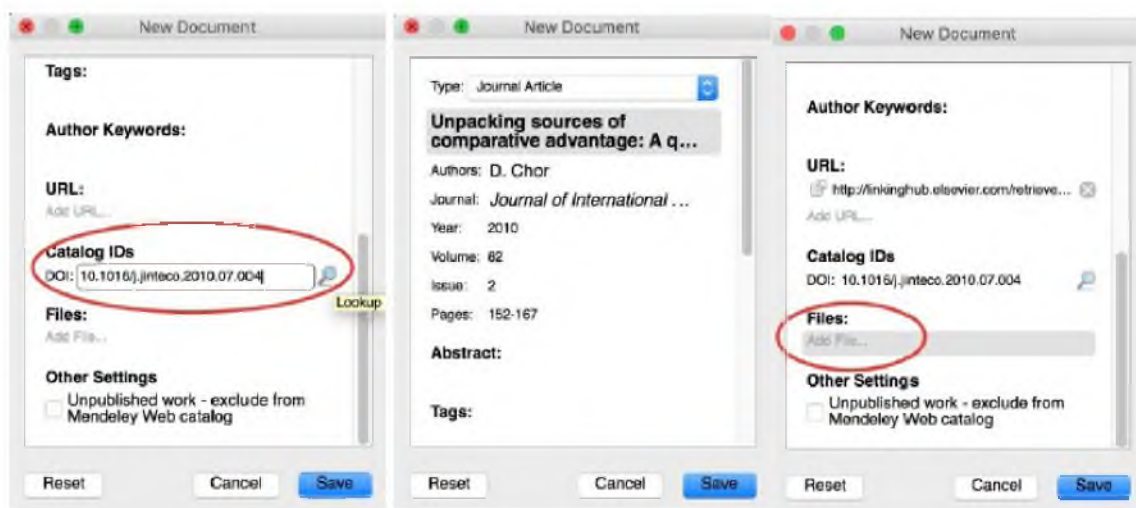 New Document
Tags:
Author Keywords:
URL:
Add URL...
Catalog IDs
DOI: 10.1016/j.jinteco.2010.07.004
Lookup
Files:
Add File...
Other Settings
Unpublished work - exclude from
Mendeley Web catalog
Reset Cancel Save
New Document
Type: Journal Article
Unpacking sources of
comparative advantage: A q...
Authors: D. Chor
Journal: Journal of International ...
Year: 2010
Volume: 82
Issue: 2
Pages: 152-167
Abstract:
Tags:
Reset Cancel Save
New Document
Author Keywords:
URL:
http://linkinghub.elsevier.com/retrieve...
Add URL...
Catalog IDs
DOI: 10.1016/j.jinteco.2010.07.004
Files:
Add File...
Other Settings
Unpublished work - exclude from
Mendeley Web catalog
Reset Cancel Save